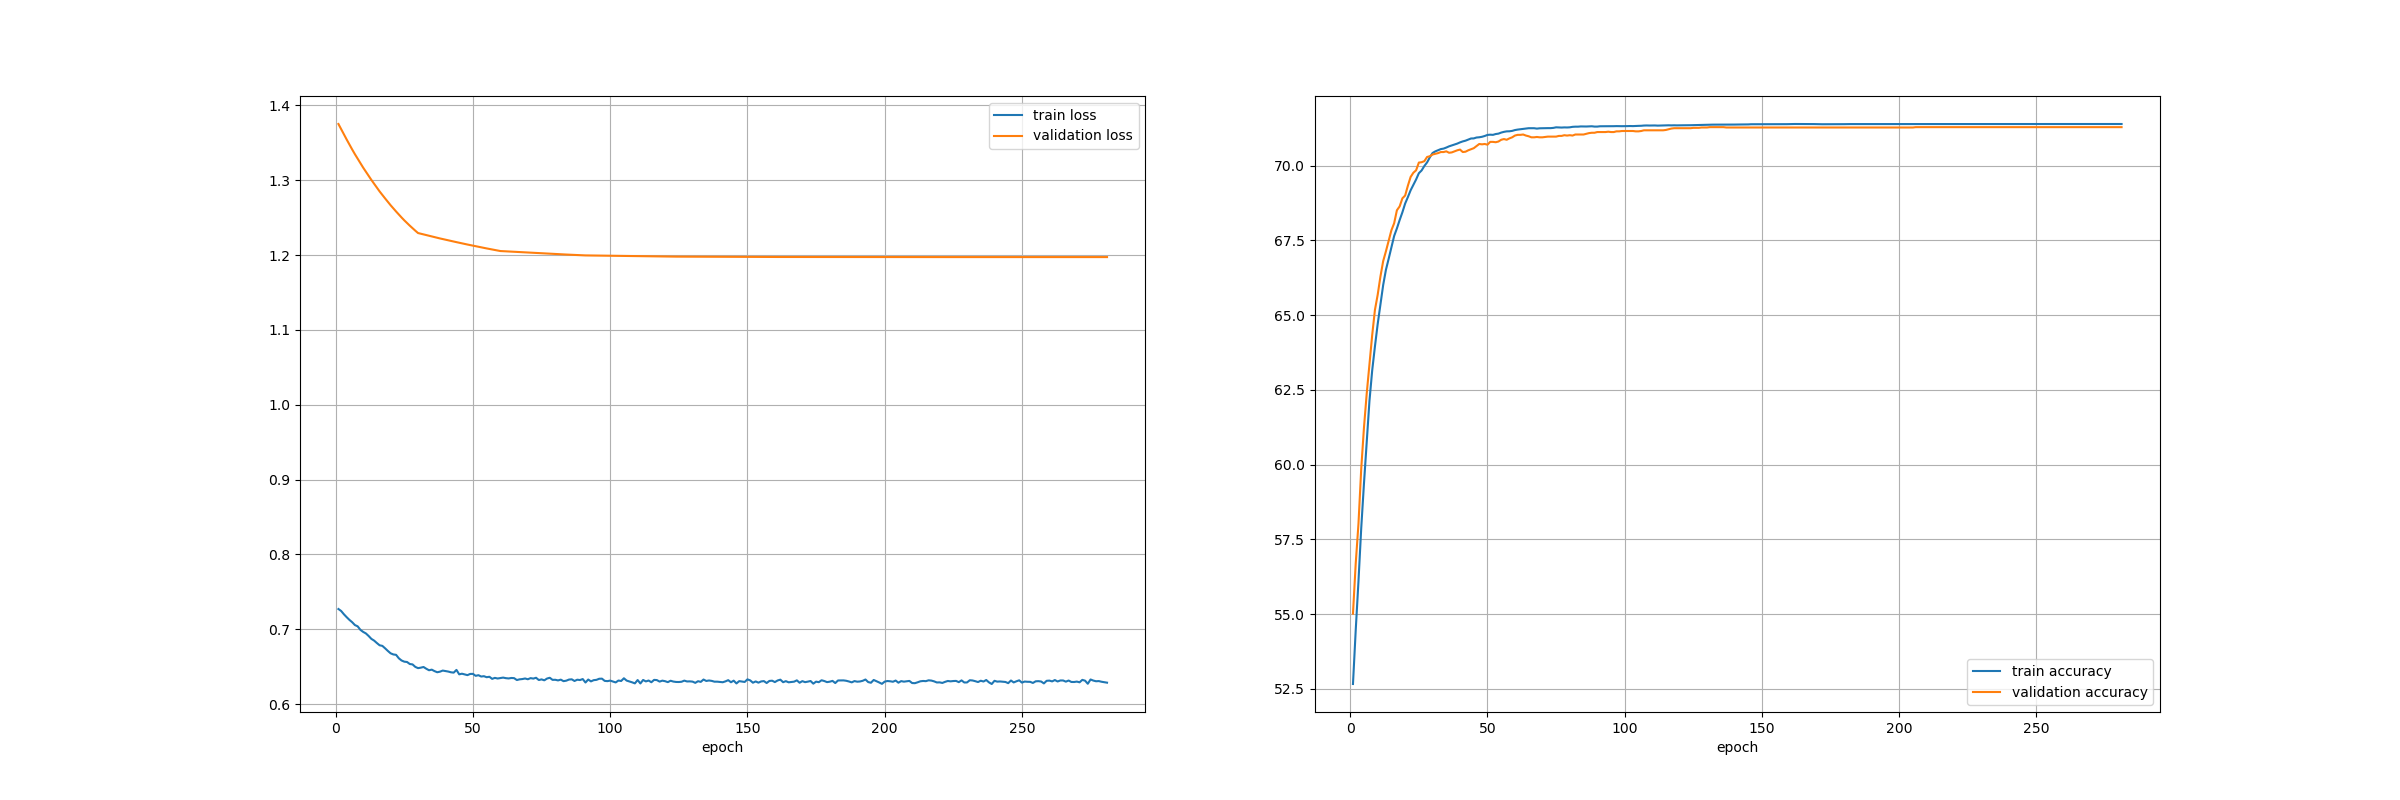 1.4
1.3
1.2
1.1
1.0
0.9
0.8
0.7
0.6
0 50 100 150 200 250
epoch
train loss
validation loss
70.0
67.5
65.0
62.5
60.0
57.5
55.0
52.5
0 50 100 150 200 250
epoch
train accuracy
validation accuracy